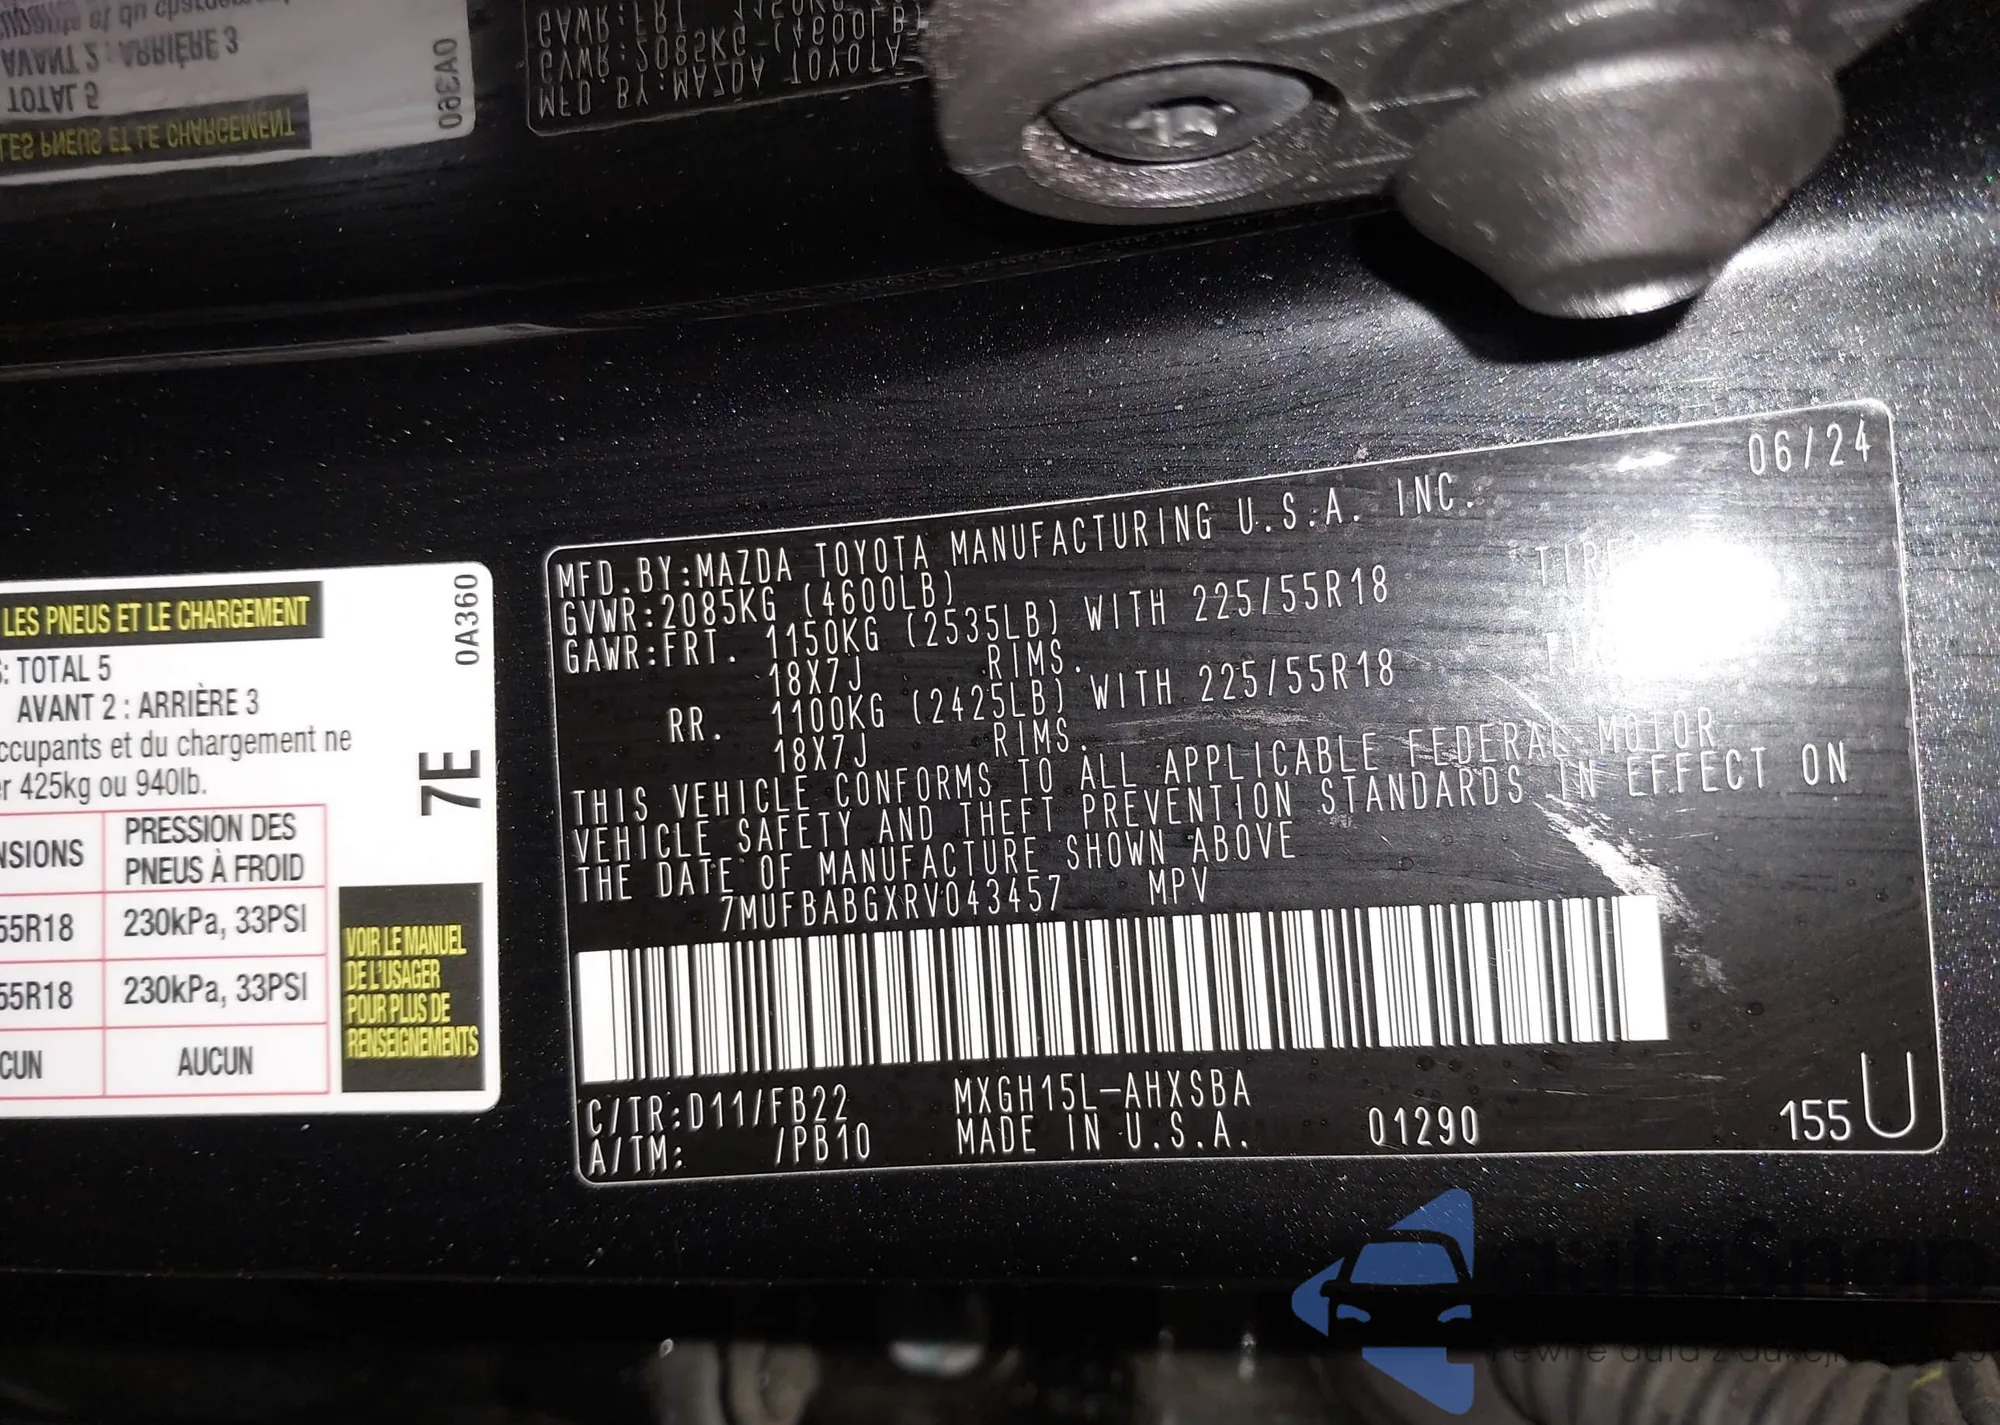 06/24
MFD.BY:MAZDA TOYOTA MANUFACTURING U.S.A. INC.
GVWR:2085KG (4600LB)
GAWR:FRT. 1150KG (2535LB) WITH 225/55R18
18X7J RIMS.
RR. 1100KG (2425LB) WITH 225/55R18
18X7J RIMS.
THIS VEHICLE CONFORMS TO ALL APPLICABLE FEDERAL MOTOR
VEHICLE SAFETY AND THEFT PREVENTION STANDARDS IN EFFECT ON
THE DATE OF MANUFACTURE SHOWN ABOVE
7MUFBABGXRV043457 MPV
C/TR:D11/FB22 MXGH15L-AHXSBA
A/TM: /PB10 MADE IN U.S.A. 01290 155U
LES PNEUS ET LE CHARGEMENT
0A360
TOTAL 5
AVANT 2 : ARRIÈRE 3
et du chargement ne
425kg ou 940lb.
7E
PRESSION DES
PNEUS À FROID
55R18 230kPa, 33PSI
55R18 230kPa, 33PSI
AUCUN
VOIR LE MANUEL
DE L'USAGER
POUR PLUS DE
RENSEIGNEMENTS